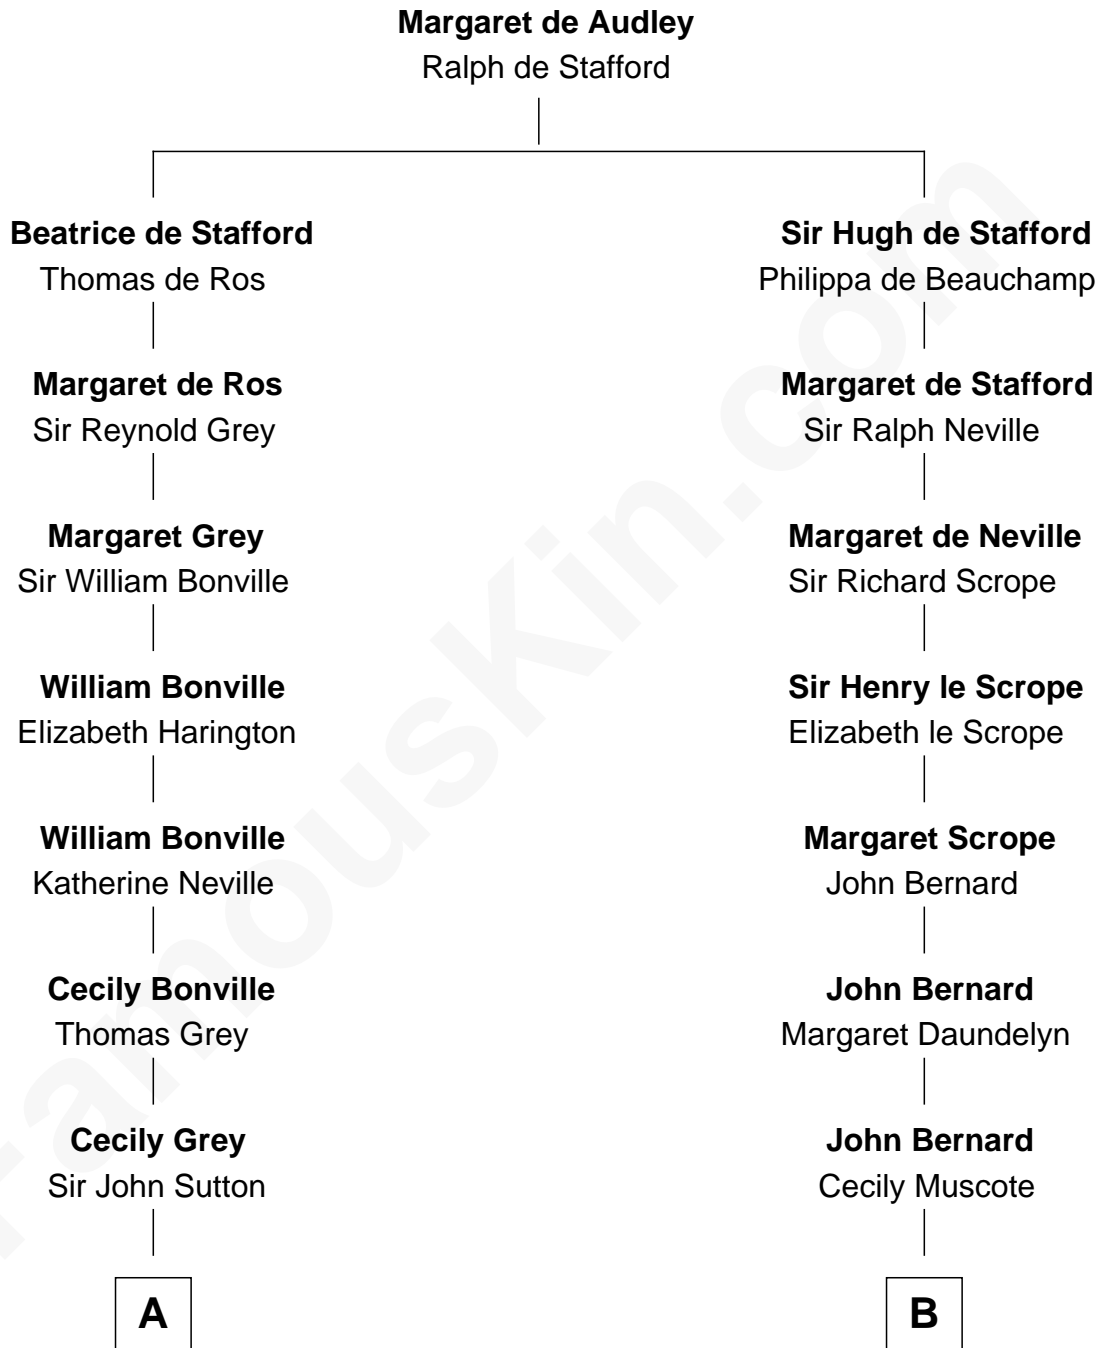 Margaret de Audley
Ralph de Stafford
Beatrice de Stafford
Thomas de Ros
Sir Hugh de Stafford
Philippa de Beauchamp
Margaret de Ros
Sir Reynold Grey
Margaret de Stafford
Sir Ralph Neville
Margaret Grey
Sir William Bonville
Margaret de Neville
Sir Richard Scrope
William Bonville
Elizabeth Harington
Sir Henry le Scrope
Elizabeth le Scrope
William Bonville
Katherine Neville
Margaret Scrope
John Bernard
Cecily Bonville
Thomas Grey
John Bernard
Margaret Daundelyn
Cecily Grey
Sir John Sutton
John Bernard
Cecily Muscote
A
B
FamousKin.com